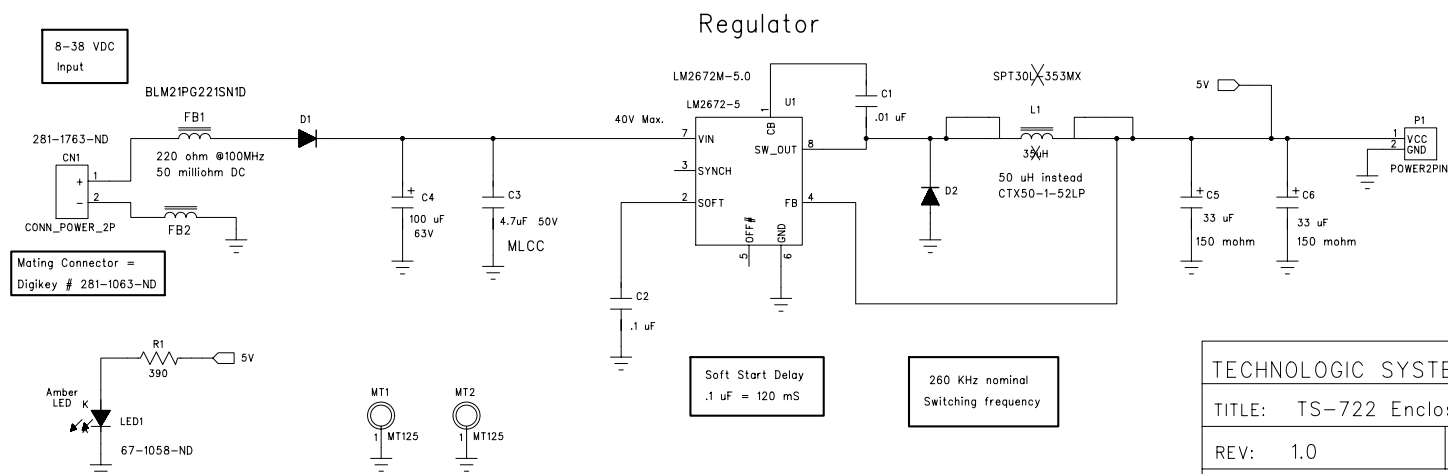 Regulator
8-38 VDC
Input
BLM21PG221SN1D
FB1
D1
281-1763-ND
CN1
+ 1
- 2
CONN_POWER_2P
220 ohm @100MHz
50 milliohm DC
FB2
Mating Connector =
Digikey # 281-1063-ND
+ C4
100 uF
63V
C3
4.7uF 50V
MLCC
40V Max.
LM2672M-5.0
LM2672-5
U1
1 CB
7 VIN
SW_OUT 8
3 SYNCH
2 SOFT
FB 4
OFF# 5
GND 6
C1
.01 uF
C2
.1 uF
D2
SPT30L-353MX
L1
35uH
50 uH instead
CTX50-1-52LP
5V
+ C5
33 uF
150 mohm
+ C6
33 uF
150 mohm
P1
1 VCC
2 GND
POWER2PIN
R1
390
5V
Amber
LED
K
A
LED1
67-1058-ND
MT1
1 MT125
MT2
1 MT125
Soft Start Delay
.1 uF = 120 mS
260 KHz nominal
Switching frequency
TECHNOLOGIC SYSTE
TITLE: TS-722 Enclos
REV: 1.0